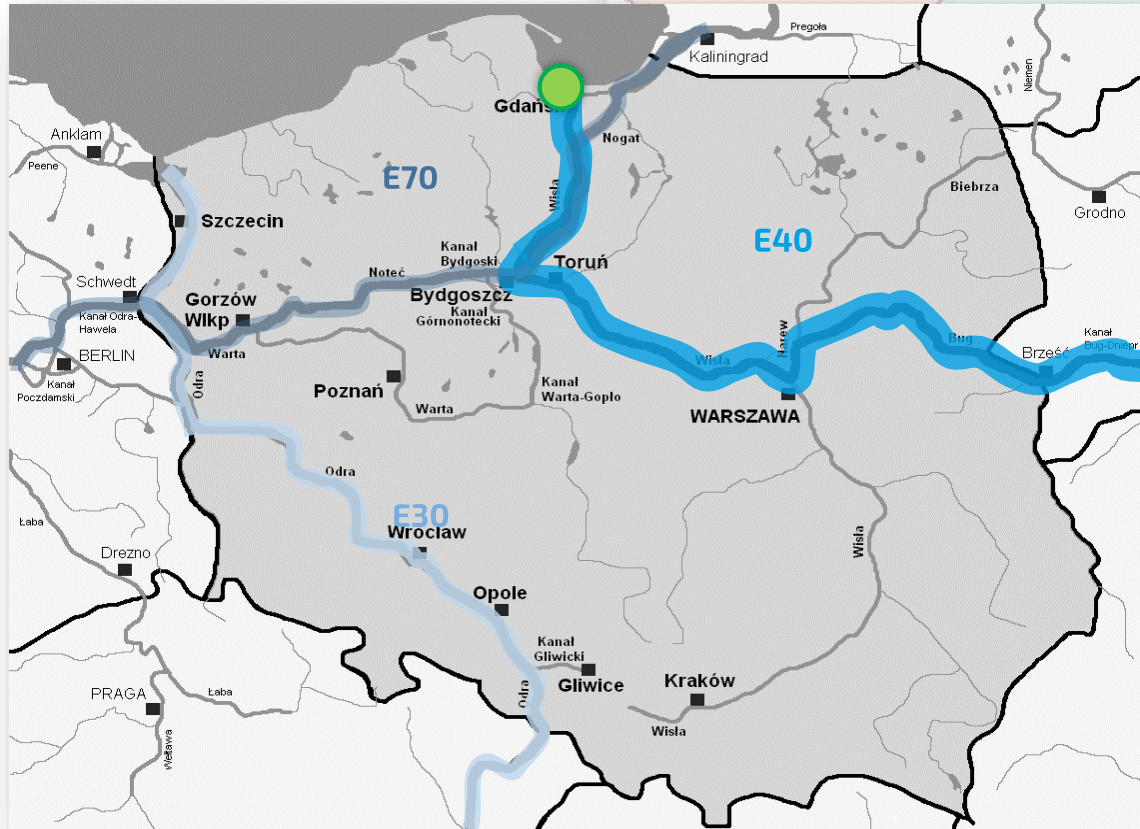 Pregoła
Kaliningrad
Niemen
Gdańsk
Anklam
Nogat
Peene
E70
Wisła
Biebrza
Grodno
Szczecin
E40
Kanał
Bydgoski
Toruń
Noteć
Schwedt
Gorzów
Wlkp
Bydgoszcz
Kanał
Górnonotecki
Kanał Odra-
Hawela
Warta
Narew
Bug
Kanał
Bug-Dniepr
Brześć
BERLIN
Wisła
Kanał
Poczdamski
Odra
Poznań
Kanał
Warta-Gopło
Warta
WARSZAWA
Odra
E30
Wrocław
Łaba
Wisła
Drezno
Opole
Kanał
Gliwicki
Gliwice
Kraków
PRAGA
Łaba
Odra
Wisła
Wełtawa